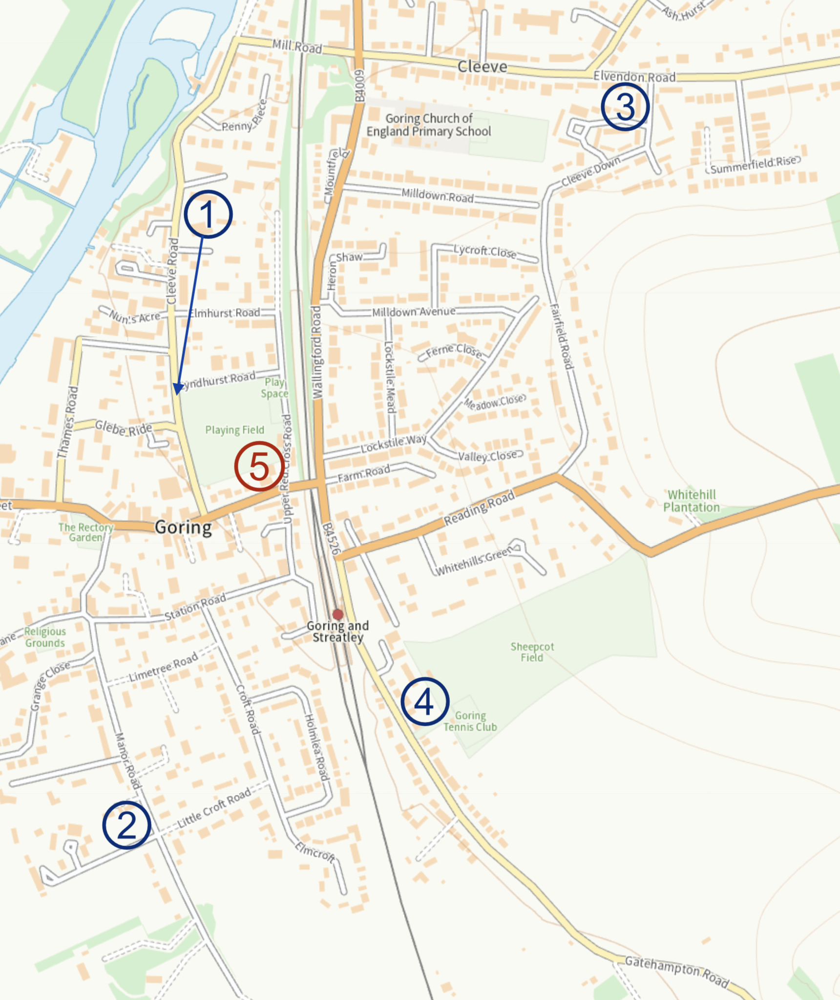 Ash Hurst
Mill Road
Cleeve
B4009
Elvendon Road
3
Penny Piece
Goring Church of
England Primary School
Mountfield
Summerfield Rise
Cleeve Down
Milldown Road
1
Cleeve Road
Shaw
Heron
Lycroft Close
Nun's Acre
Elmhurst Road
Milldown Avenue
Wallingford Road
Fairfield Road
Lockstile Mead
Ferne Close
yndhurst Road
Play
Space
Thames Road
Meadow Close
Glebe Ride
Playing Field
Upper Red Cross Road
Lockstile Way
Valley Close
5
Farm Road
Whitehill
Plantation
eet
Reading Road
The Rectory
Garden
Goring
B4526
Whitehills Green
Station Road
Goring and
Streatley
Religious
Grounds
ane
Sheepcot
Field
Limetree Road
Grange Close
Croft Road
4
Goring
Tennis Club
Holmlea Road
Manor Road
Little Croft Road
2
Elmcroft
Gatehampton Road